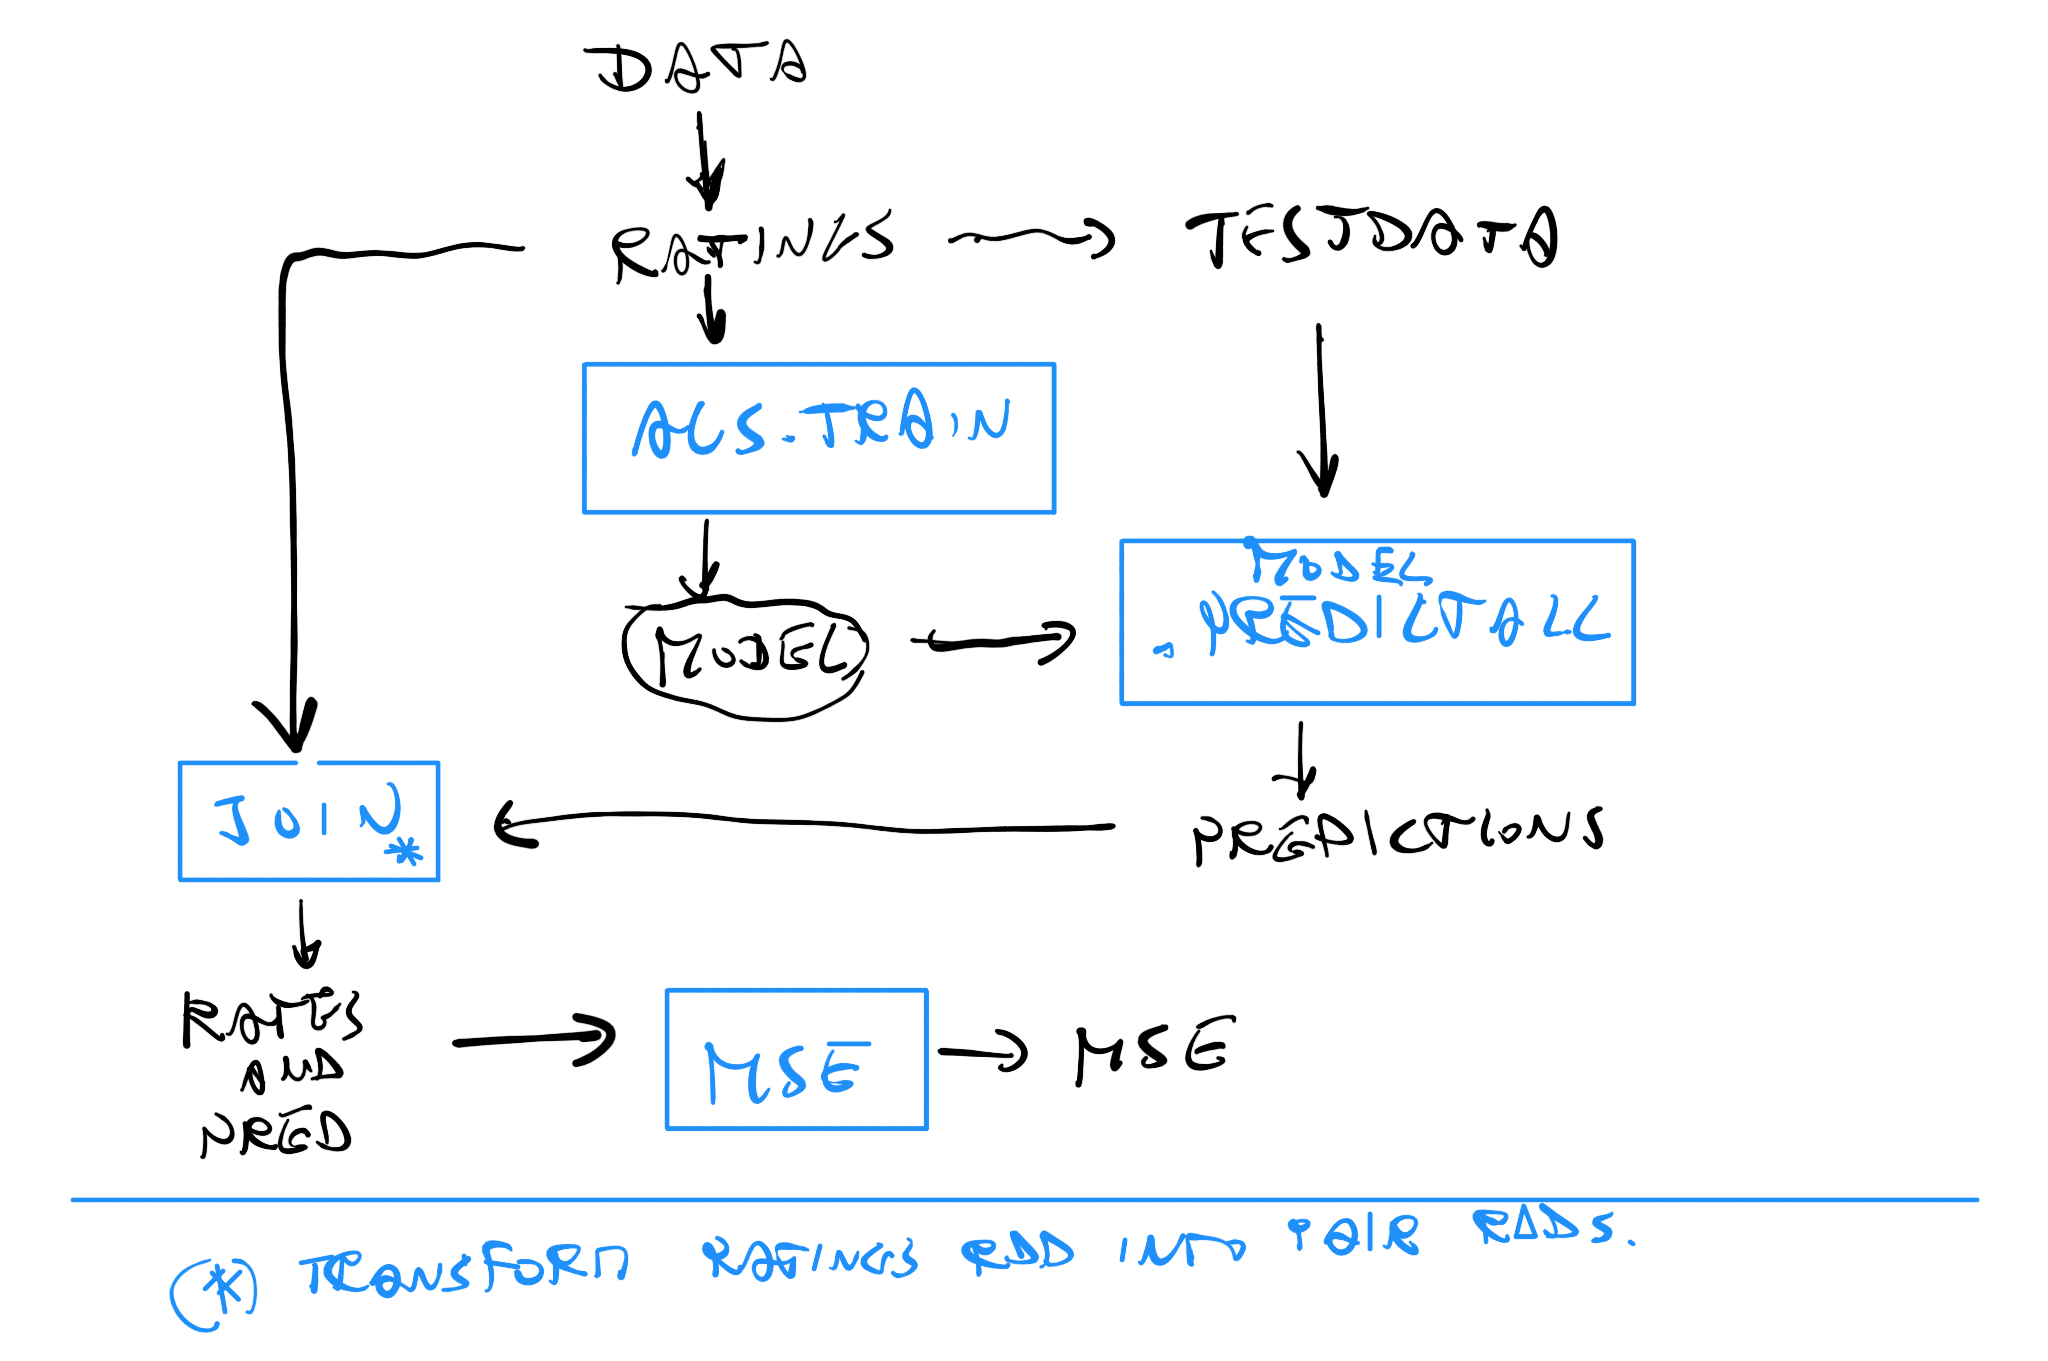 DATA
RATINGS
TESTDATA
ALS.TRAIN
MODEL
MODEL
.PREDICTALL
JOIN*
PREDICTIONS
RATES
AND
PRED
MSE
MSE
(*) TRANSFORM RATINGS RDD INTO PAIR RDDS.